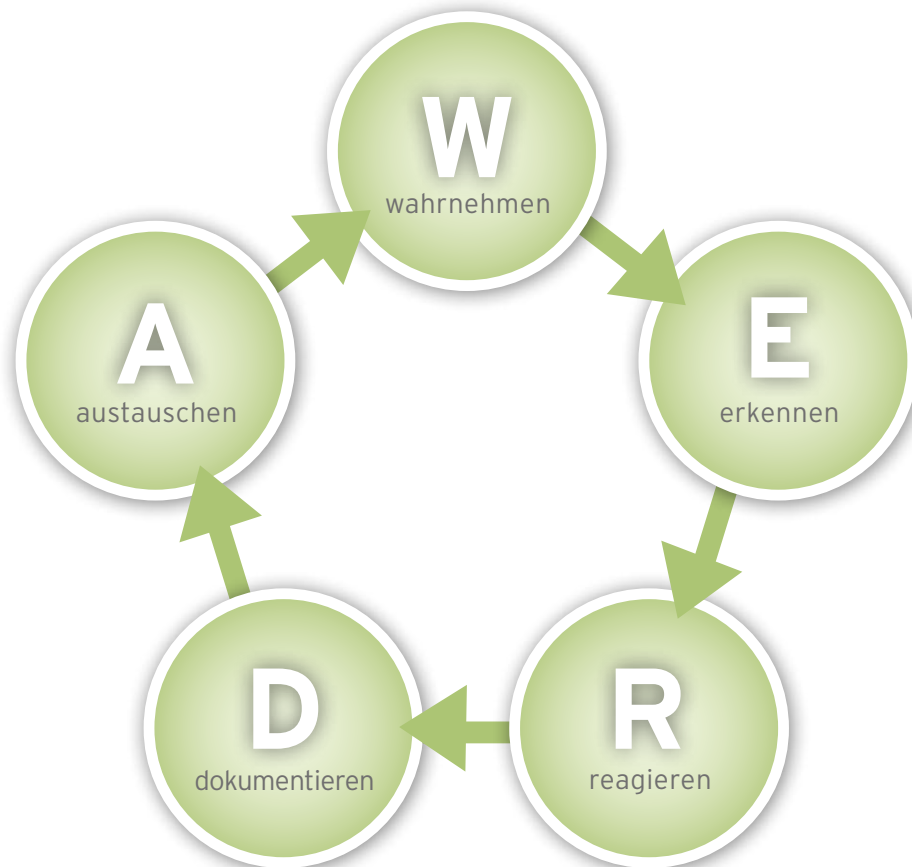 W
wahrnehmen
E
erkennen
R
reagieren
D
dokumentieren
A
austauschen